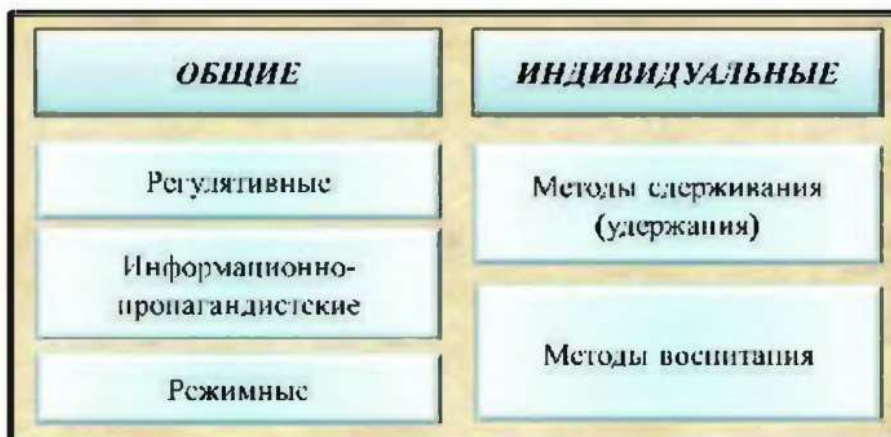 ОБЩИЕ
Регулятивные
Информационно-
пропагандистские
Режимные
ИНДИВИДУАЛЬНЫЕ
Методы сдерживания
(удержания)
Методы воспитания